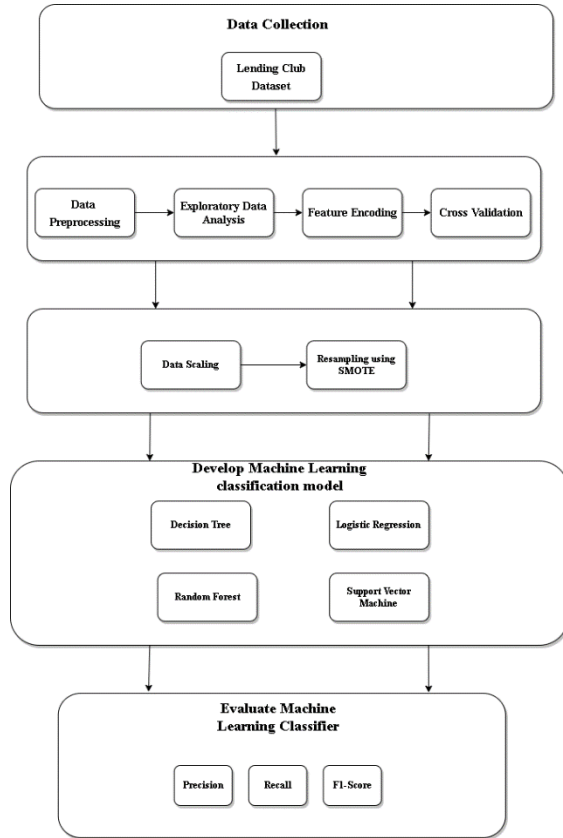 Data Collection
Lending Club
Dataset
Data
Preprocessing
Exploratory Data
Analysis
Feature Encoding
Cross Validation
Data Scaling
Resampling using
SMOTE
Develop Machine Learning
classification model
Decision Tree
Logistic Regression
Random Forest
Support Vector
Machine
Evaluate Machine
Learning Classifier
Precision
Recall
F1-Score